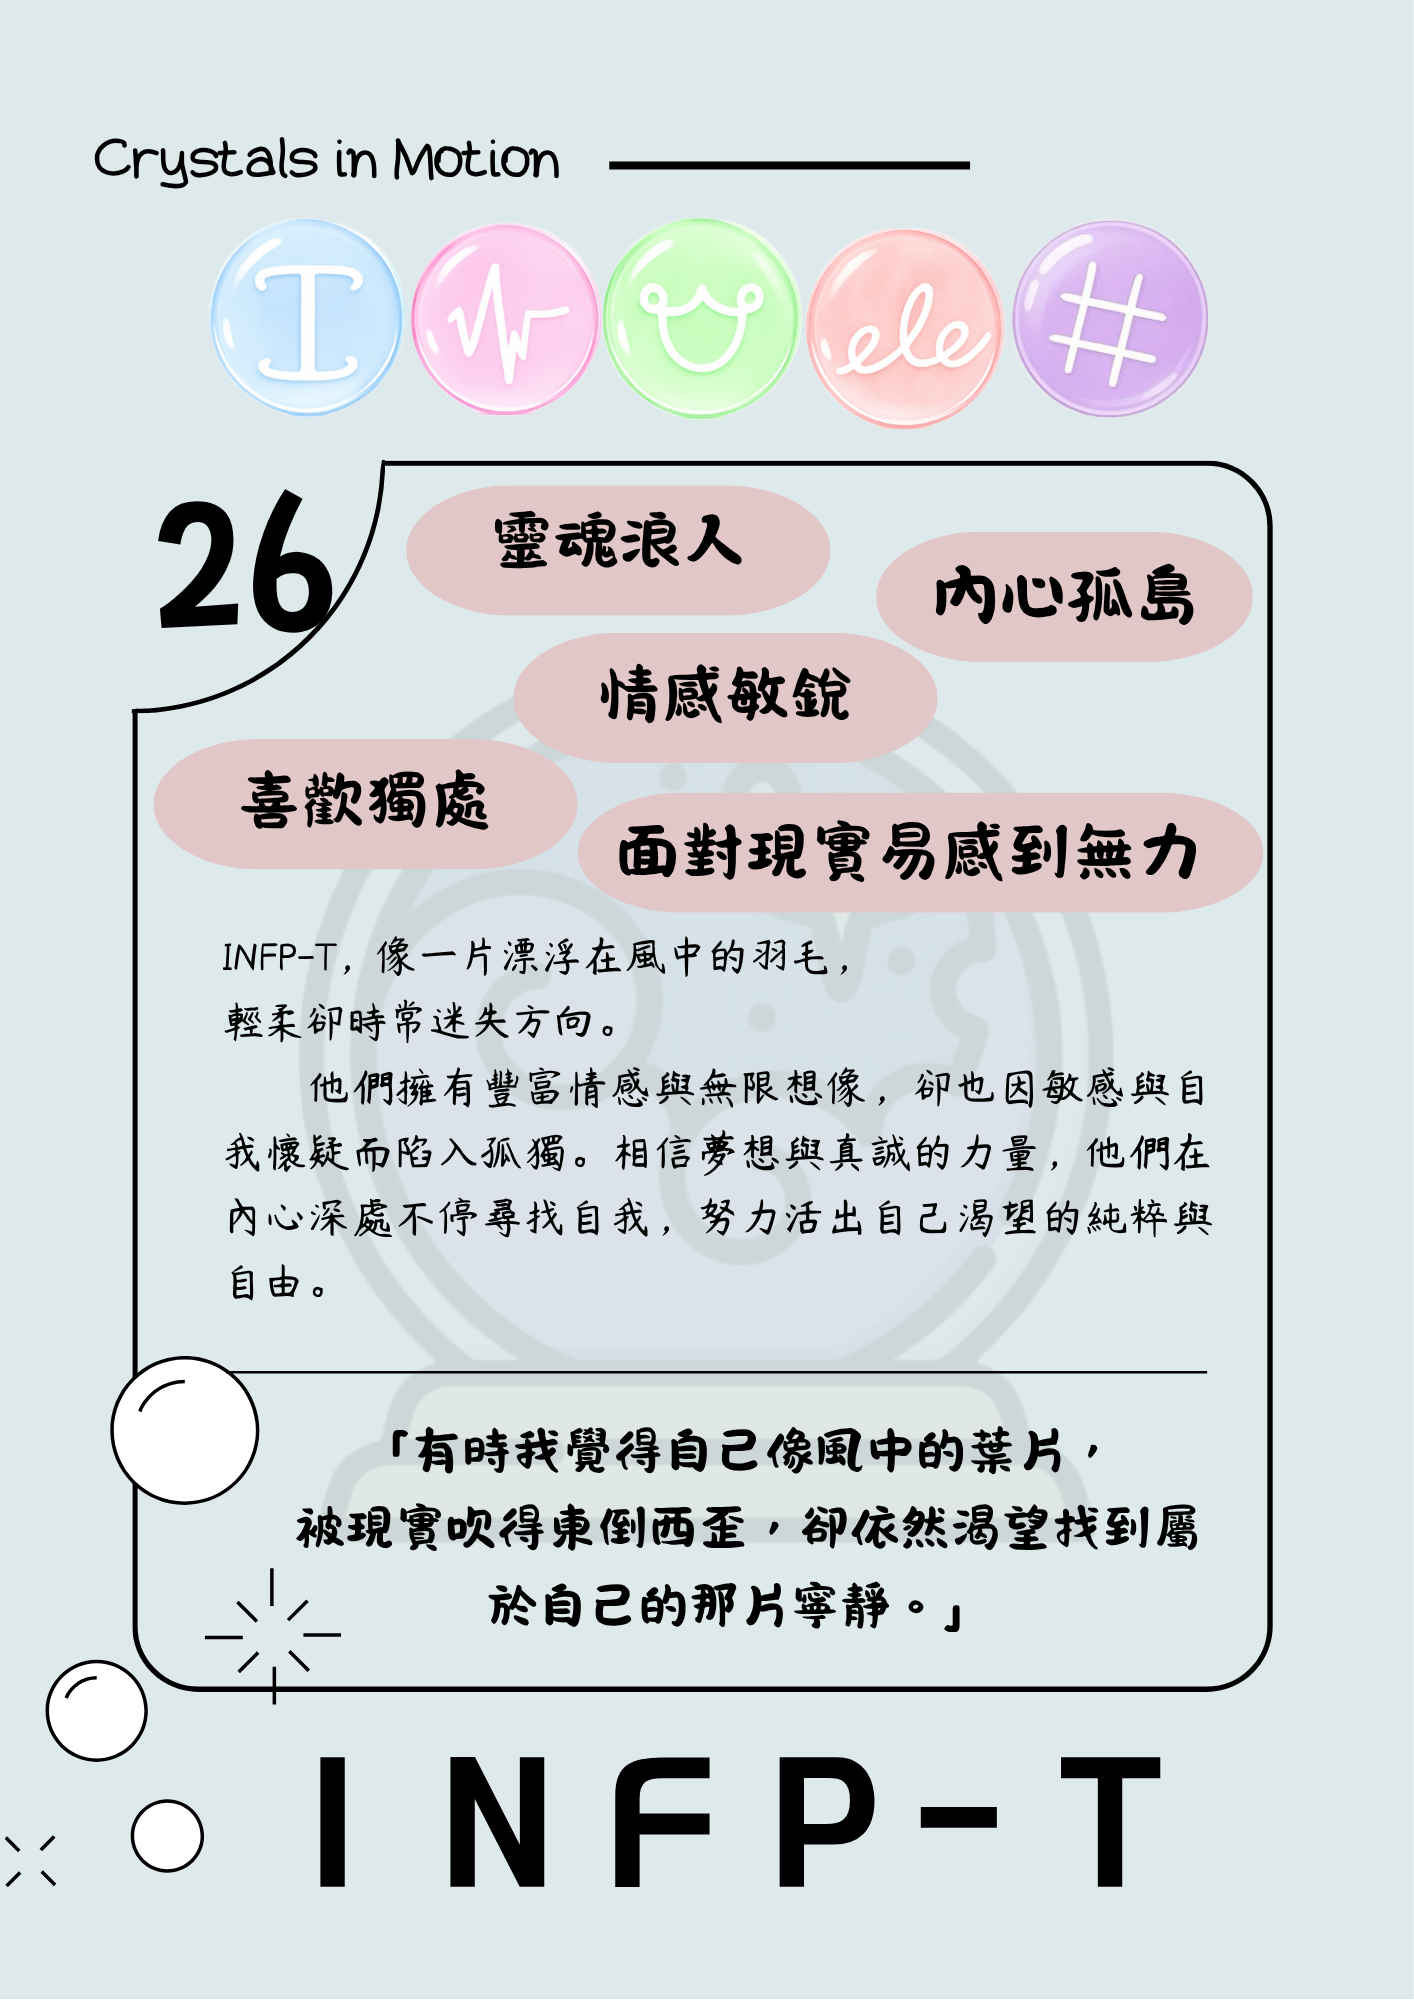 Crystals in Motion
I ele #
26
靈魂浪人
內心孤島
情感敏銳
喜歡獨處
面對現實易感到無力
INFP-T，像一片漂浮在風中的羽毛，
輕柔卻時常迷失方向。
他們擁有豐富情感與無限想像，卻也因敏感與自
我懷疑而陷入孤獨。相信夢想與真誠的力量，他們在
內心深處不停尋找自我，努力活出自己渴望的純粹與
自由。
「有時我覺得自己像風中的葉片，
被現實吹得東倒西歪，卻依然渴望找到屬
於自己的那片寧靜。」
INFP-T